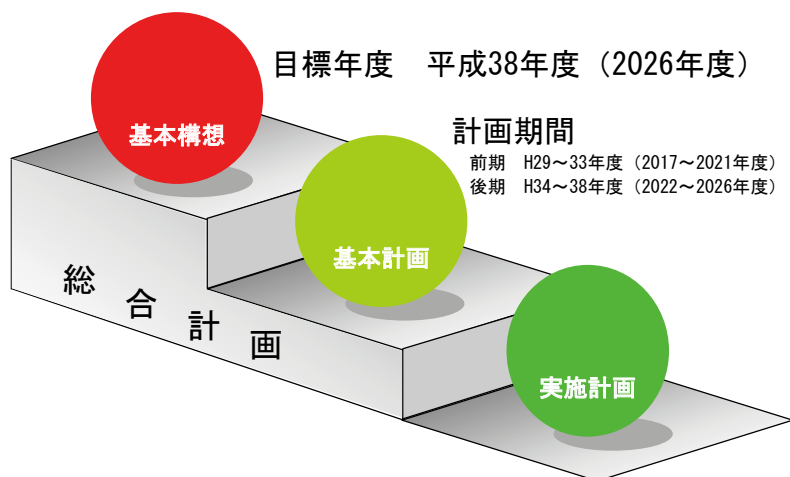 目標年度　平成38年度（2026年度）
基本構想
計画期間
前期　H29～33年度（2017～2021年度）
後期　H34～38年度（2022～2026年度）
基本計画
総合計画
実施計画